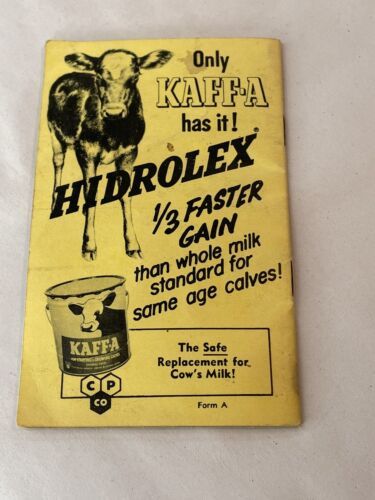 Only
KAFF-A
has it!
HIDROLEX®
1/3 FASTER
GAIN
than whole milk
standard for
same age calves!
KAFF-A
The Safe
Replacement for
Cow's Milk!
C P
CO
Form A